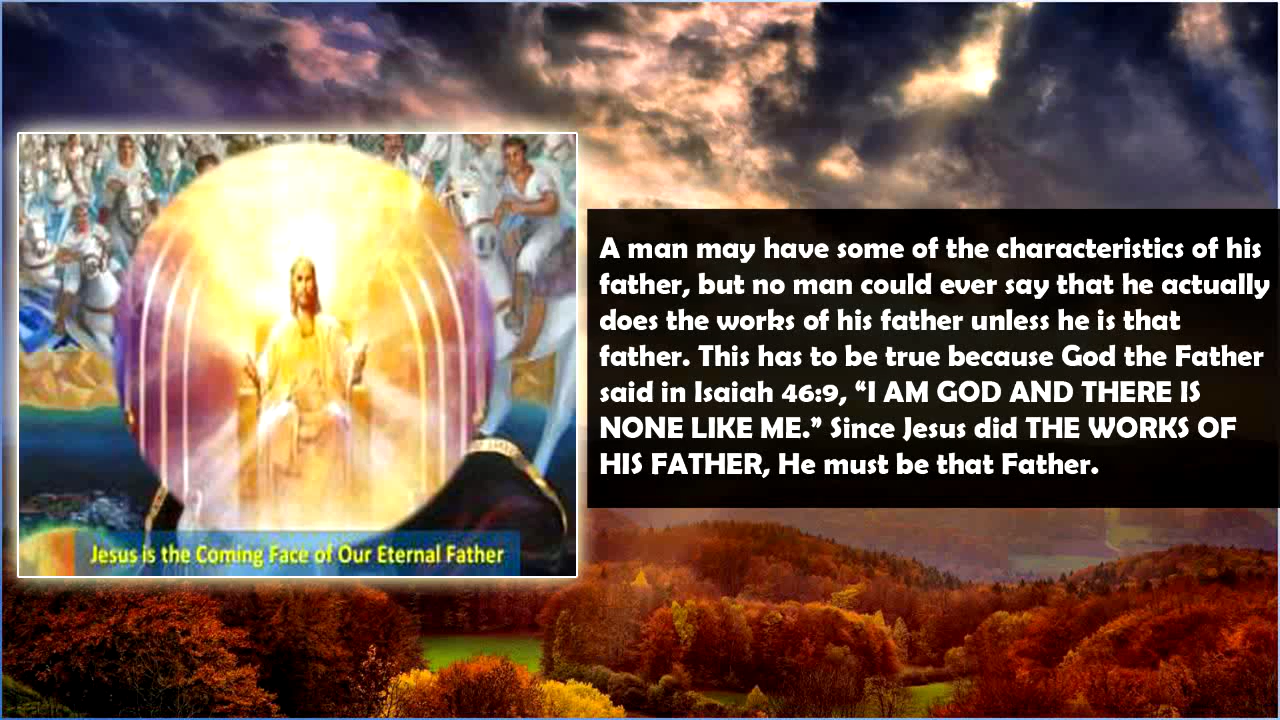 A man may have some of the characteristics of his
father, but no man could ever say that he actually
does the works of his father unless he is that
father. This has to be true because God the Father
said in Isaiah 46:9, “I AM GOD AND THERE IS
NONE LIKE ME.” Since Jesus did THE WORKS OF
HIS FATHER, He must be that Father.
Jesus is the Coming Face of Our Eternal Father